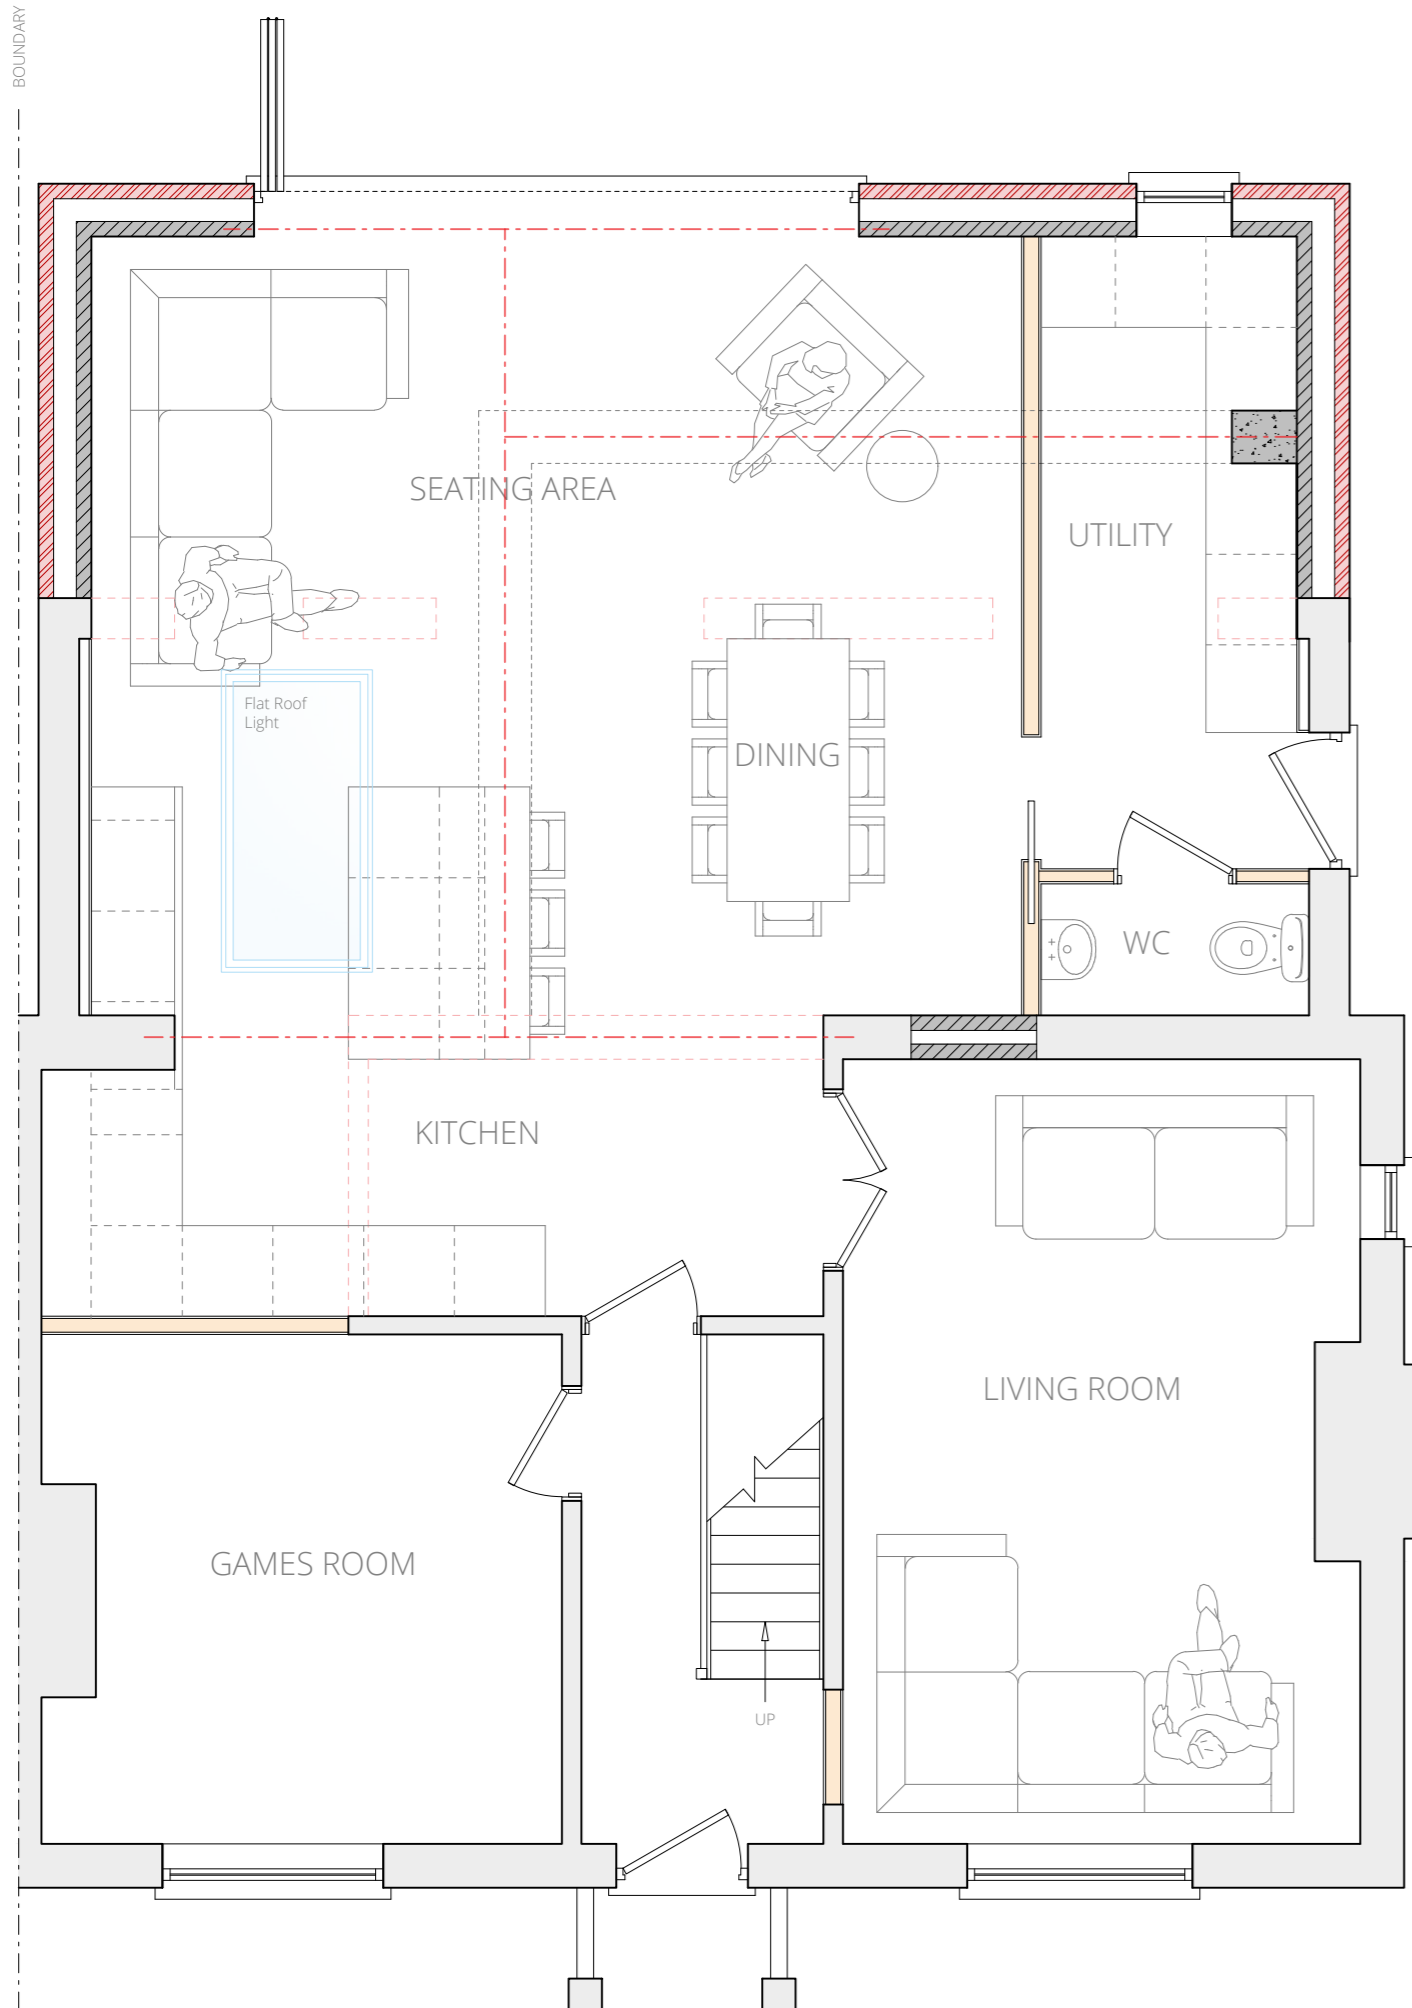 BOUNDARY
SEATING AREA
UTILITY
Flat Roof
Light
DINING
WC
KITCHEN
LIVING ROOM
GAMES ROOM
UP